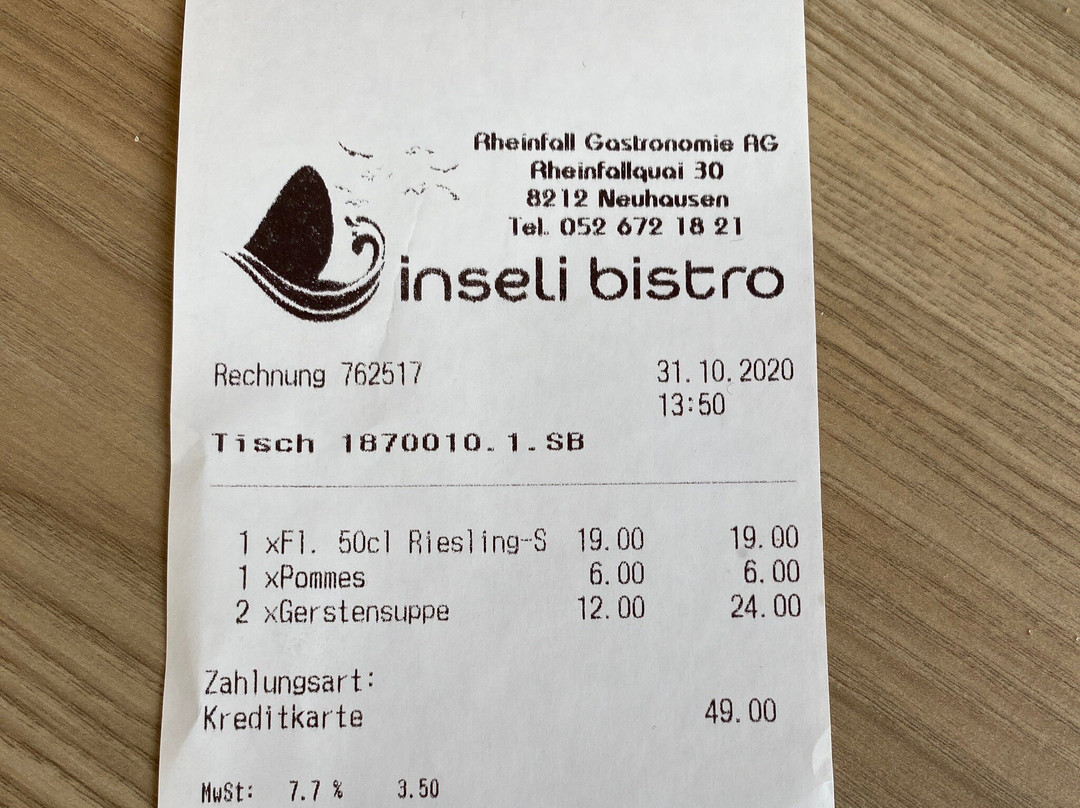 Rheinfall Gastronomie AG
Rheinfallquai 30
8212 Neuhausen
Tel. 052 672 18 21
inseli bistro
Rechnung 762517 31.10.2020
13:50
Tisch 1870010.1.SB
1 xFl. 50cl Riesling-S 19.00 19.00
1 xPommes 6.00 6.00
2 xGerstensuppe 12.00 24.00
Zahlungsart:
Kreditkarte 49.00
MwSt: 7.7 % 3.50